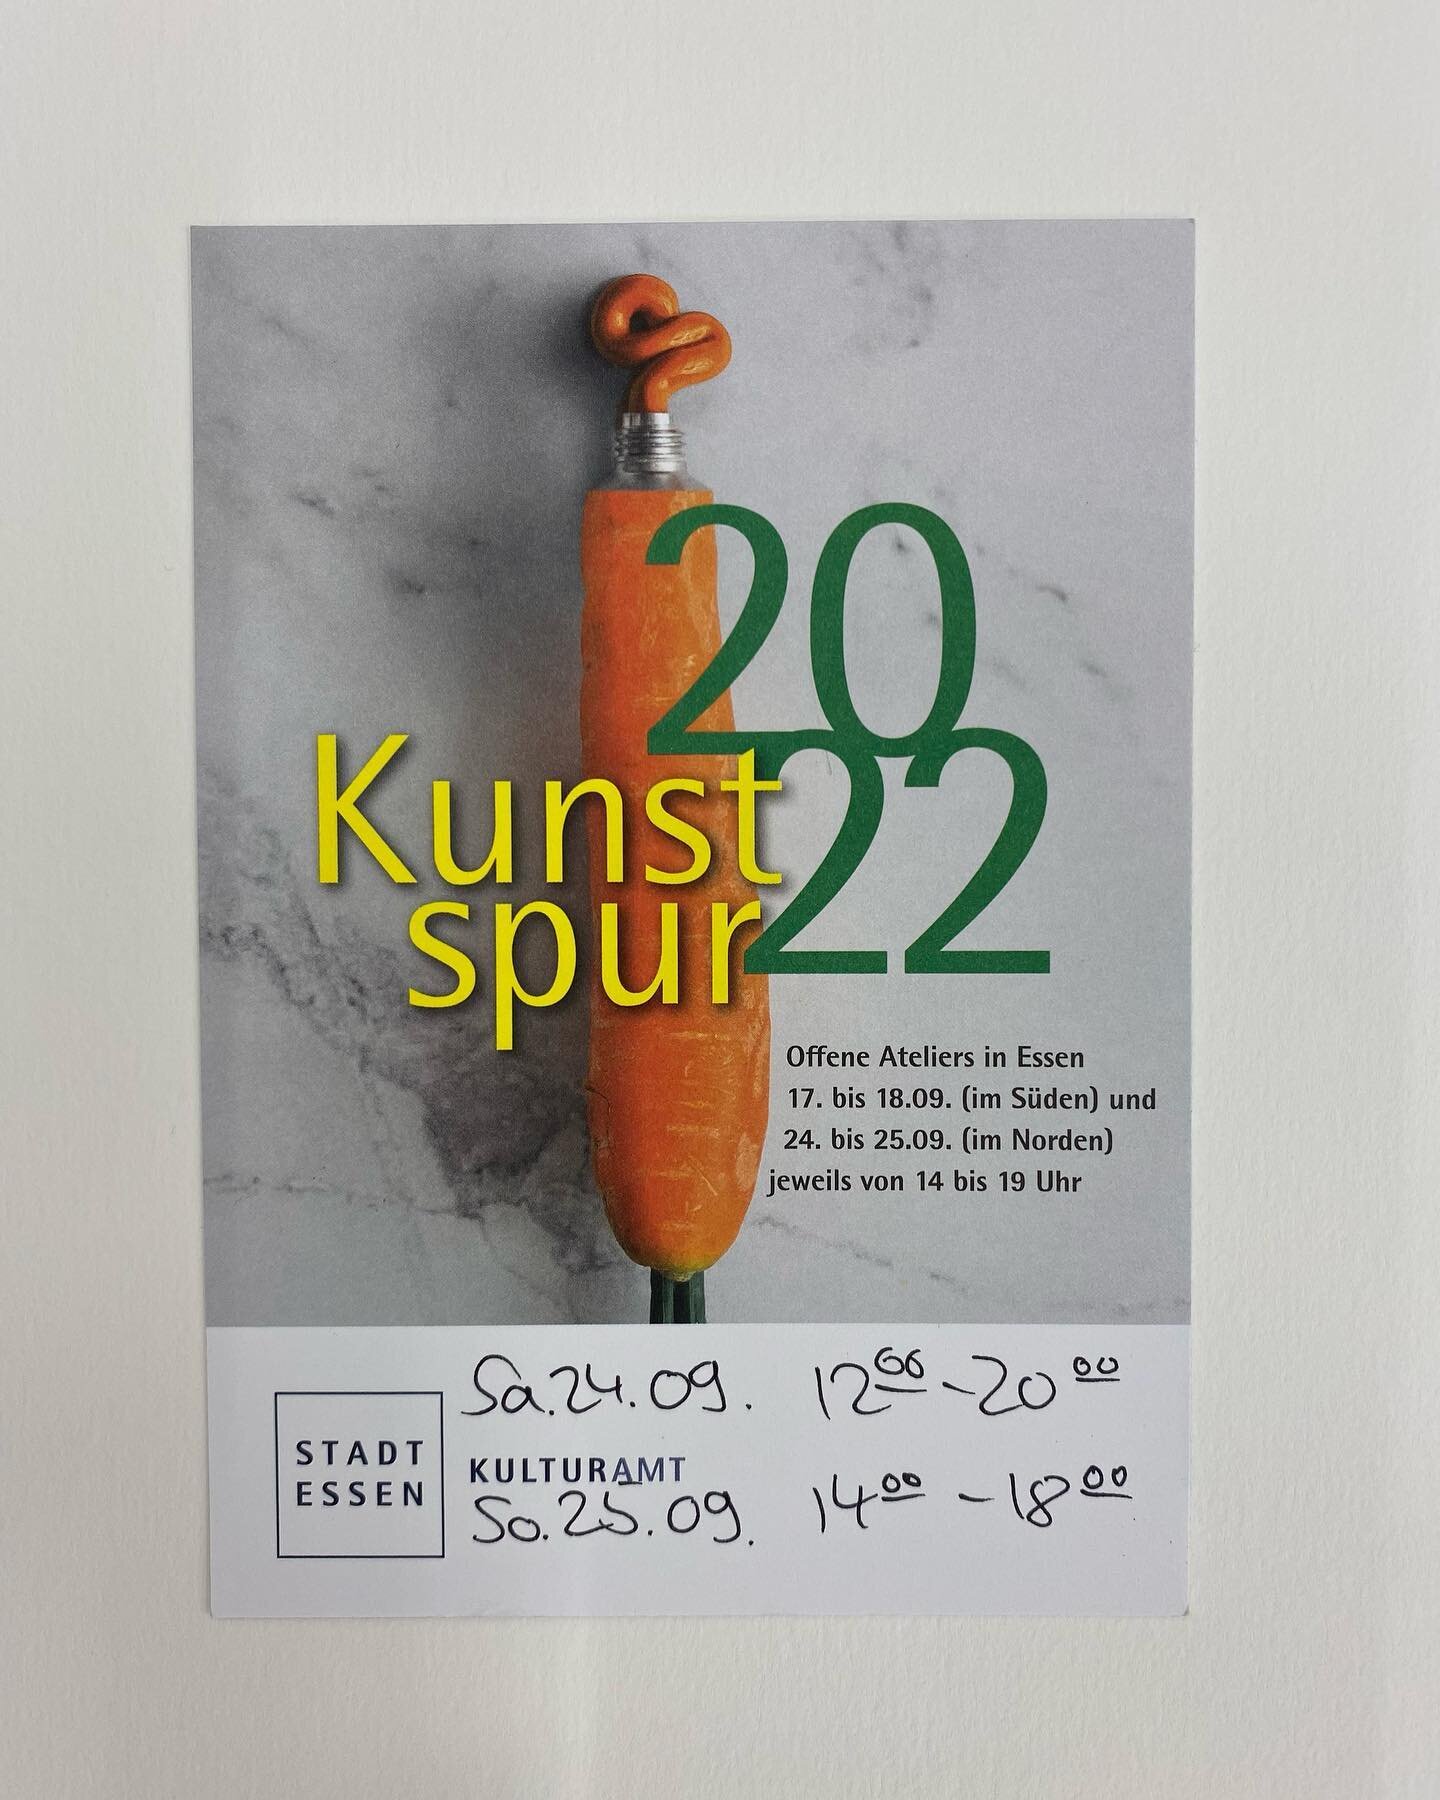 20
22
Kunst
spur
Offene Ateliers in Essen
17. bis 18.09. (im Süden) und
24. bis 25.09. (im Norden)
jeweils von 14 bis 19 Uhr
Sa. 24.09. 12⁰⁰ - 20⁰⁰
STADT
ESSEN
KULTURAMT
So. 25.09. 14⁰⁰ - 18⁰⁰